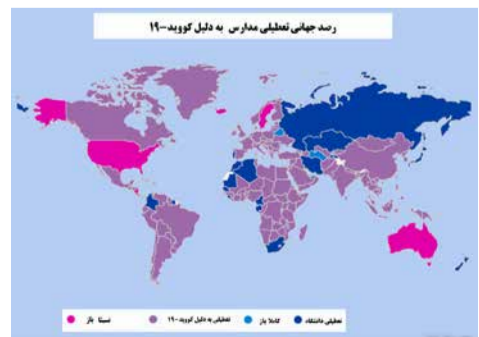 رصد جهانی تعطیلی مدارس به دلیل کووید-۱۹
تعطیلی دانشگاه کاملا باز تعطیلی به دلیل کووید-۱۹ نسبتا باز